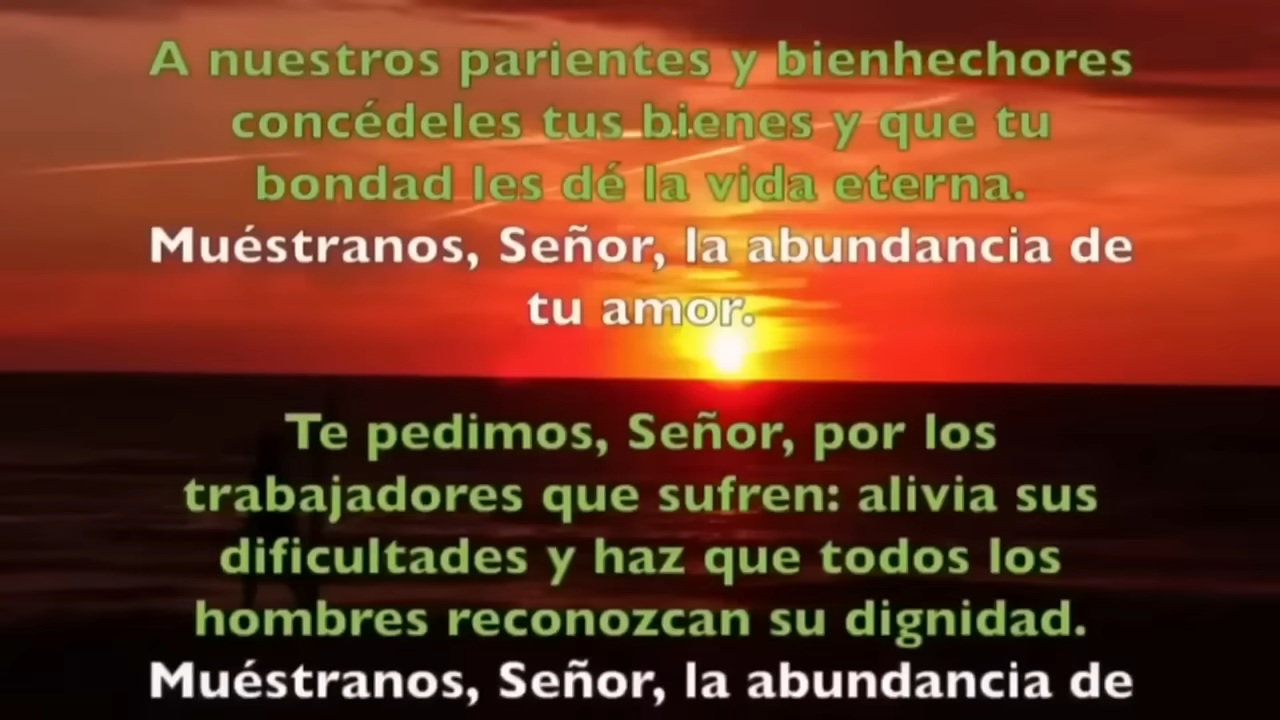 A nuestros parientes y bienhechores
concédeles tus bienes y que tu
bondad les dé la vida eterna.
Muéstranos, Señor, la abundancia de
tu amor.
Te pedimos, Señor, por los
trabajadores que sufren: alivia sus
dificultades y haz que todos los
hombres reconozcan su dignidad.
Muéstranos, Señor, la abundancia de